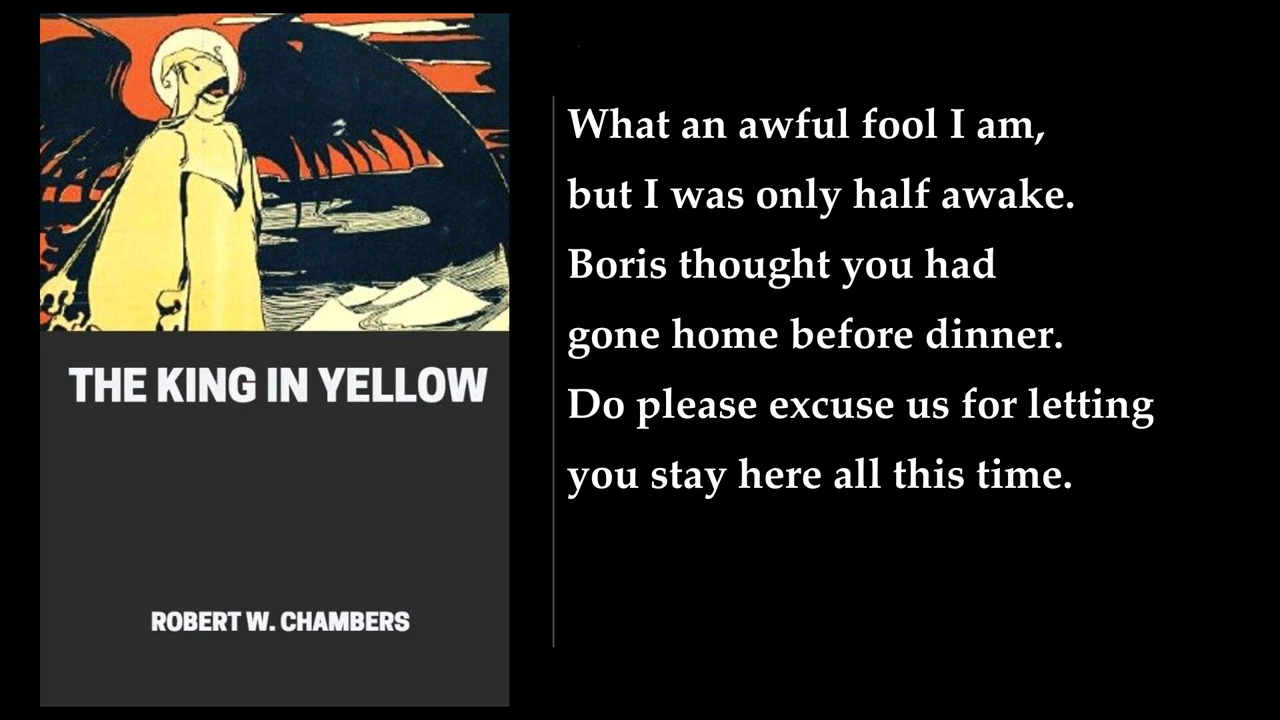 THE KING IN YELLOW
ROBERT W. CHAMBERS
What an awful fool I am,
but I was only half awake.
Boris thought you had
gone home before dinner.
Do please excuse us for letting
you stay here all this time.